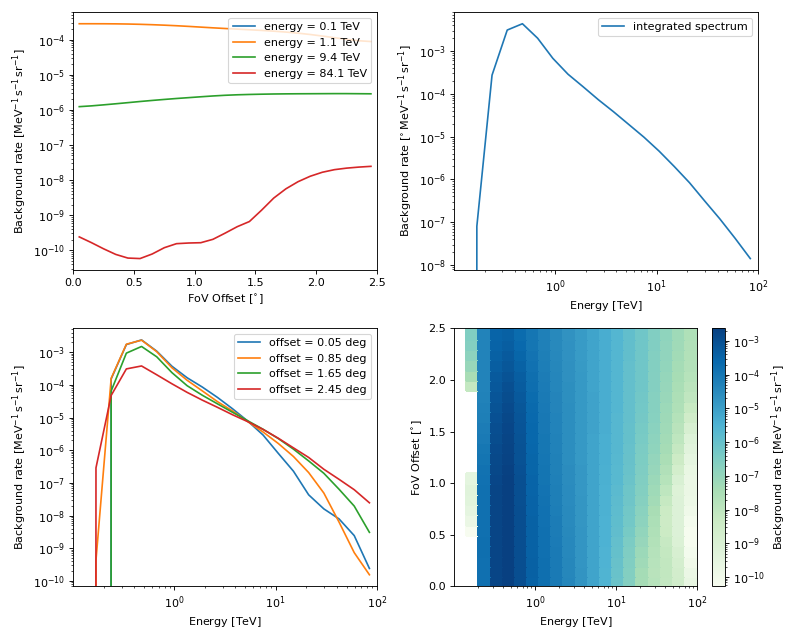 energy = 0.1 TeV
energy = 1.1 TeV
energy = 9.4 TeV
energy = 84.1 TeV
10⁻⁴
10⁻⁵
10⁻⁶
10⁻⁷
10⁻⁸
10⁻⁹
10⁻¹⁰
Background rate [MeV⁻¹ s⁻¹ sr⁻¹]
0.0 0.5 1.0 1.5 2.0 2.5
FoV Offset [°]
integrated spectrum
10⁻³
10⁻⁴
10⁻⁵
10⁻⁶
10⁻⁷
10⁻⁸
Background rate [° MeV⁻¹ s⁻¹ sr⁻¹]
10⁰ 10¹ 10²
Energy [TeV]
offset = 0.05 deg
offset = 0.85 deg
offset = 1.65 deg
offset = 2.45 deg
10⁻³
10⁻⁴
10⁻⁵
10⁻⁶
10⁻⁷
10⁻⁸
10⁻⁹
10⁻¹⁰
Background rate [MeV⁻¹ s⁻¹ sr⁻¹]
10⁰ 10¹ 10²
Energy [TeV]
2.5
2.0
1.5
1.0
0.5
0.0
FoV Offset [°]
10⁰ 10¹ 10²
Energy [TeV]
10⁻³
10⁻⁴
10⁻⁵
10⁻⁶
10⁻⁷
10⁻⁸
10⁻⁹
10⁻¹⁰
Background rate [MeV⁻¹ s⁻¹ sr⁻¹]